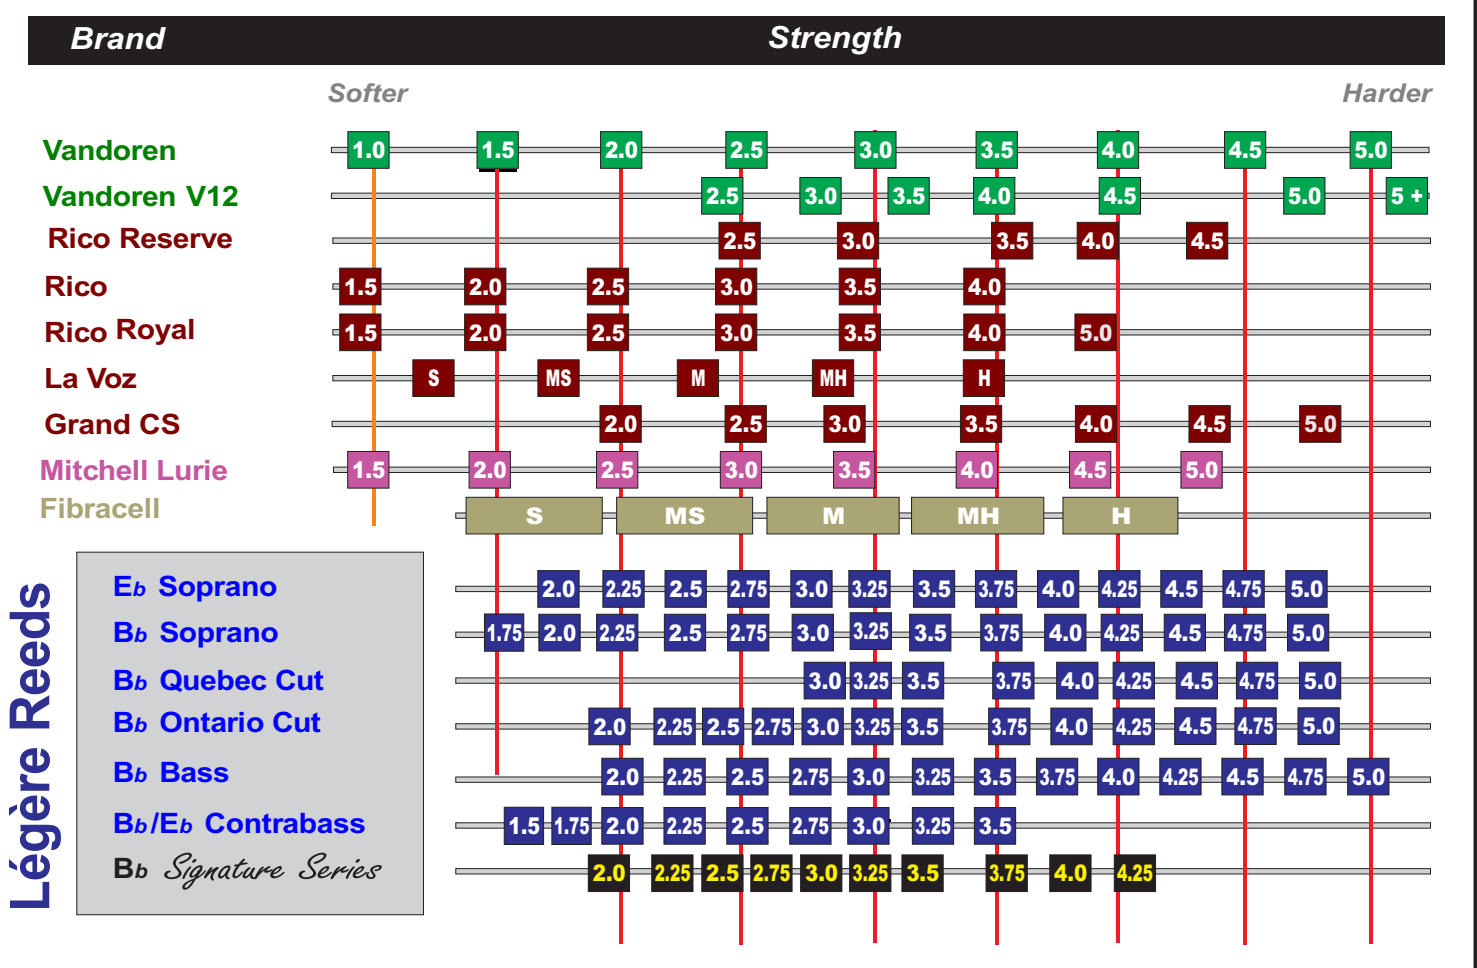 Brand Strength
Softer Harder
Vandoren 1.0 1.5 2.0 2.5 3.0 3.5 4.0 4.5 5.0
Vandoren V12 2.5 3.0 3.5 4.0 4.5 5.0 5 +
Rico Reserve 2.5 3.0 3.5 4.0 4.5
Rico 1.5 2.0 2.5 3.0 3.5 4.0
Rico Royal 1.5 2.0 2.5 3.0 3.5 4.0 5.0
La Voz S MS M MH H
Grand CS 2.0 2.5 3.0 3.5 4.0 4.5 5.0
Mitchell Lurie 1.5 2.0 2.5 3.0 3.5 4.0 4.5 5.0
Fibracell S MS M MH H
Légère Reeds
Eb Soprano 2.0 2.25 2.5 2.75 3.0 3.25 3.5 3.75 4.0 4.25 4.5 4.75 5.0
Bb Soprano 1.75 2.0 2.25 2.5 2.75 3.0 3.25 3.5 3.75 4.0 4.25 4.5 4.75 5.0
Bb Quebec Cut 3.0 3.25 3.5 3.75 4.0 4.25 4.5 4.75 5.0
Bb Ontario Cut 2.0 2.25 2.5 2.75 3.0 3.25 3.5 3.75 4.0 4.25 4.5 4.75 5.0
Bb Bass 2.0 2.25 2.5 2.75 3.0 3.25 3.5 3.75 4.0 4.25 4.5 4.75 5.0
Bb/Eb Contrabass 1.5 1.75 2.0 2.25 2.5 2.75 3.0 3.25 3.5
Bb Signature Series 2.0 2.25 2.5 2.75 3.0 3.25 3.5 3.75 4.0 4.25